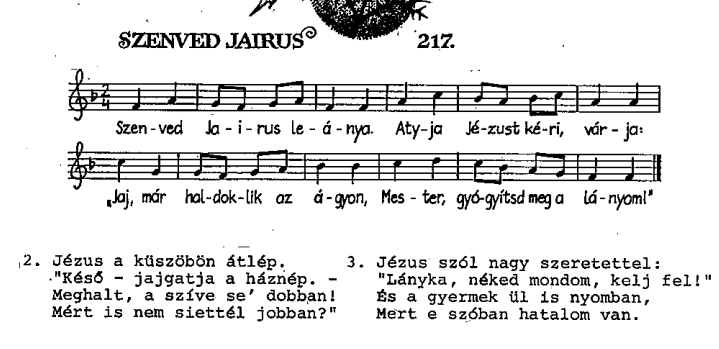 SZENVED JAIRUS 217.
2
4
Szen-ved Ja-i-rus le-á-nya. Aty-ja Jé-zust ké-ri, vár-ja:
„Jaj, már hal-dok-lik az á-gyon, Mes-ter, gyó-gyítsd meg a lá-nyom!"
2. Jézus a küszöbön átlép.
"Késő - jajgatja a háznép. -
Meghalt, a szíve se' dobban!
Mért is nem siettél jobban?"
3. Jézus szól nagy szeretettel:
"Lányka, néked mondom, kelj fel!"
És a gyermek ül is nyomban,
Mert e szóban hatalom van.